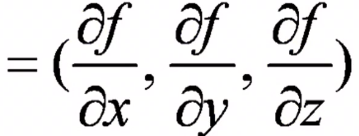 = (∂f/∂x, ∂f/∂y, ∂f/∂z)